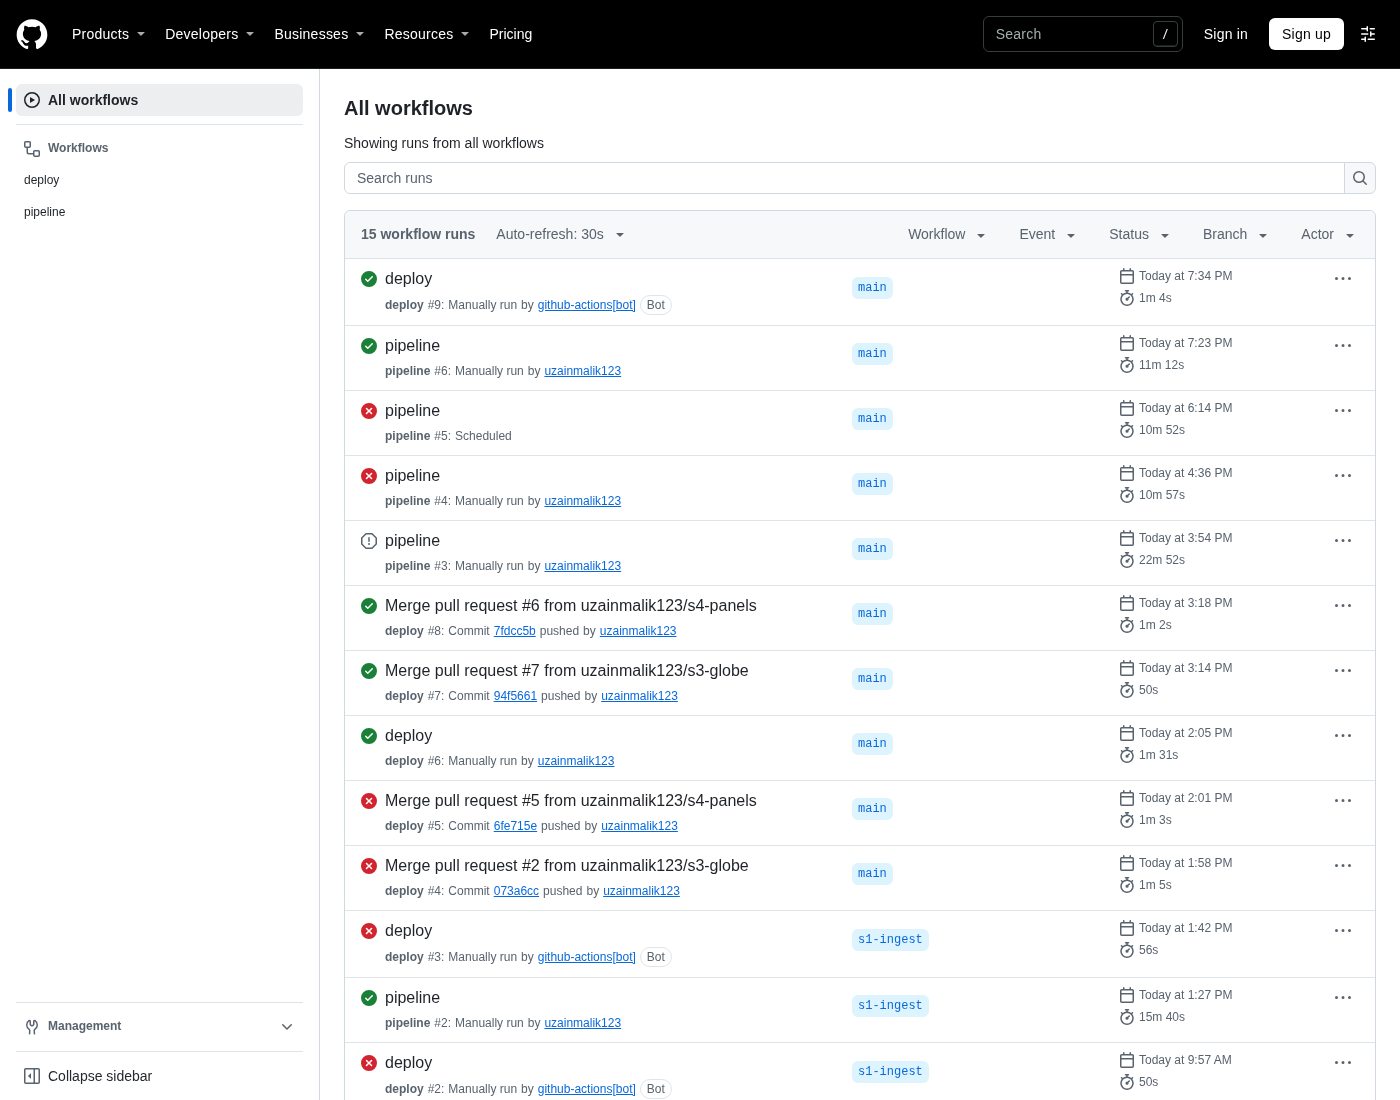 Products Developers Businesses Resources Pricing Search / Sign in Sign up
All workflows
Workflows
deploy
pipeline
Management
Collapse sidebar
All workflows
Showing runs from all workflows
Search runs
15 workflow runs Auto-refresh: 30s Workflow Event Status Branch Actor
deploy
deploy #9: Manually run by github-actions[bot] Bot
main
Today at 7:34 PM
1m 4s
pipeline
pipeline #6: Manually run by uzainmalik123
main
Today at 7:23 PM
11m 12s
pipeline
pipeline #5: Scheduled
main
Today at 6:14 PM
10m 52s
pipeline
pipeline #4: Manually run by uzainmalik123
main
Today at 4:36 PM
10m 57s
pipeline
pipeline #3: Manually run by uzainmalik123
main
Today at 3:54 PM
22m 52s
Merge pull request #6 from uzainmalik123/s4-panels
deploy #8: Commit 7fdcc5b pushed by uzainmalik123
main
Today at 3:18 PM
1m 2s
Merge pull request #7 from uzainmalik123/s3-globe
deploy #7: Commit 94f5661 pushed by uzainmalik123
main
Today at 3:14 PM
50s
deploy
deploy #6: Manually run by uzainmalik123
main
Today at 2:05 PM
1m 31s
Merge pull request #5 from uzainmalik123/s4-panels
deploy #5: Commit 6fe715e pushed by uzainmalik123
main
Today at 2:01 PM
1m 3s
Merge pull request #2 from uzainmalik123/s3-globe
deploy #4: Commit 073a6cc pushed by uzainmalik123
main
Today at 1:58 PM
1m 5s
deploy
deploy #3: Manually run by github-actions[bot] Bot
s1-ingest
Today at 1:42 PM
56s
pipeline
pipeline #2: Manually run by uzainmalik123
s1-ingest
Today at 1:27 PM
15m 40s
deploy
deploy #2: Manually run by github-actions[bot] Bot
s1-ingest
Today at 9:57 AM
50s